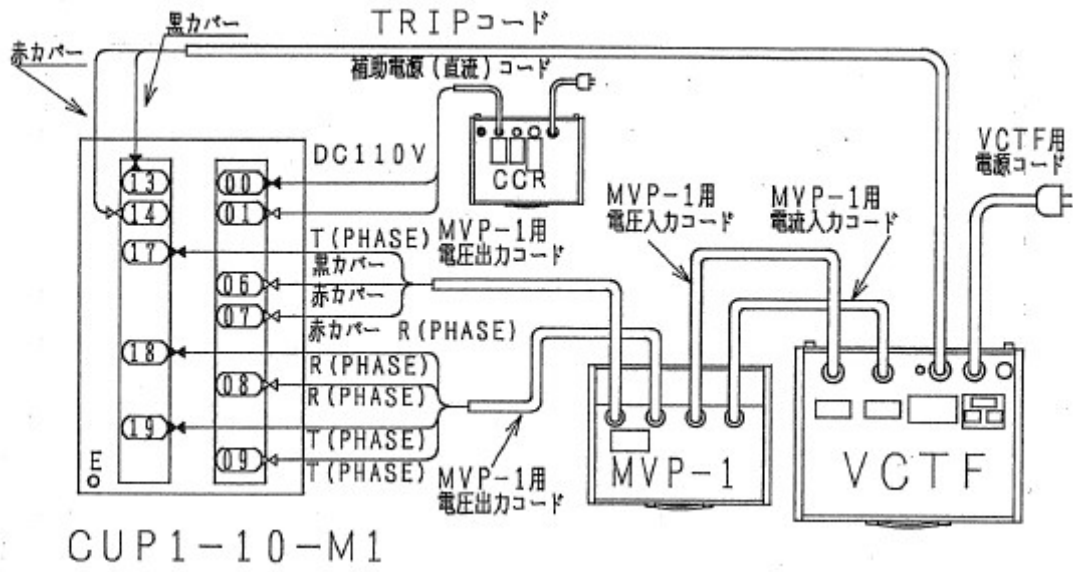 TRIPコード
黒カバー
赤カバー
補助電源(直流)コード
DC110V
CCR
VCTF用
電源コード
MVP-1用
電圧入力コード
MVP-1用
電流入力コード
13
14
17
18
19
E
00
01
06
07
08
09
T(PHASE)
黒カバー
赤カバー
赤カバー R(PHASE)
MVP-1用
電圧出力コード
R(PHASE)
R(PHASE)
T(PHASE)
T(PHASE)
MVP-1用
電圧出力コード
MVP-1
VCTF
CUP1-10-M1